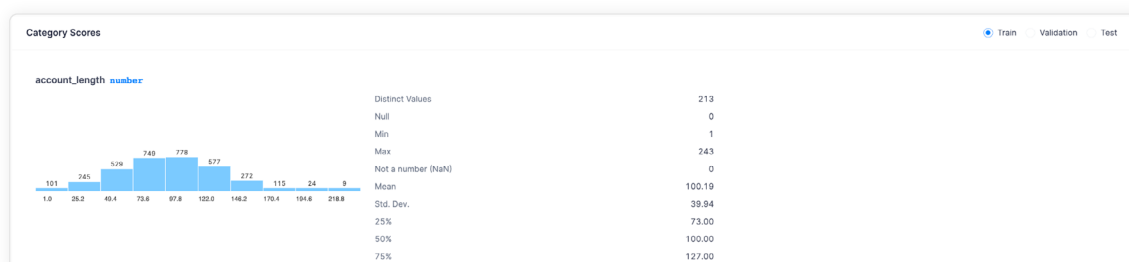 Category Scores
Train Validation Test
account_length number
Distinct Values 213
Null 0
Min 1
Max 243
Not a number (NaN) 0
Mean 100.19
Std. Dev. 39.94
25% 73.00
50% 100.00
75% 127.00
101 245 529 749 778 577 272 115 24 9
1.0 25.2 49.4 73.6 97.8 122.0 146.2 170.4 194.6 218.8